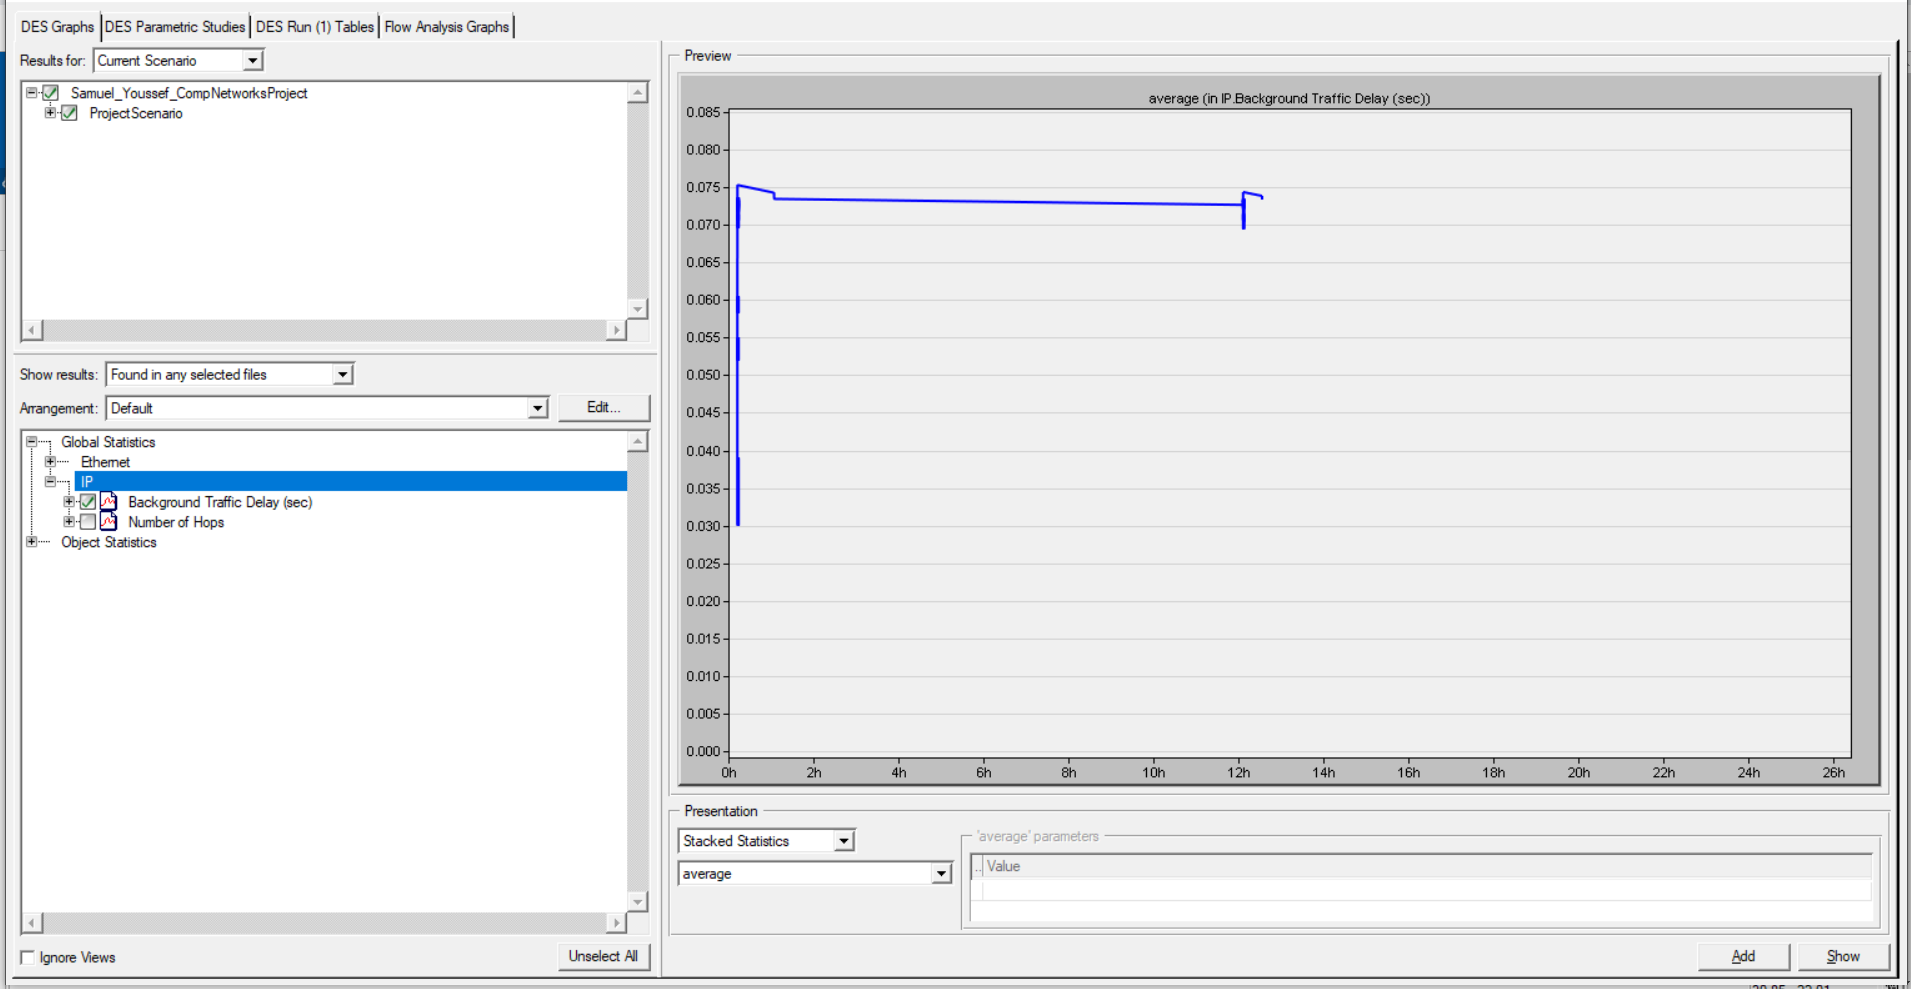 DES Graphs DES Parametric Studies DES Run (1) Tables Flow Analysis Graphs
Results for: Current Scenario
Samuel_Youssef_CompNetworksProject
ProjectScenario
Show results: Found in any selected files
Arrangement: Default Edit...
Global Statistics
Ethernet
IP
Background Traffic Delay (sec)
Number of Hops
Object Statistics
Ignore Views Unselect All
Preview
average (in IP.Background Traffic Delay (sec))
0.085
0.080
0.075
0.070
0.065
0.060
0.055
0.050
0.045
0.040
0.035
0.030
0.025
0.020
0.015
0.010
0.005
0.000
0h 2h 4h 6h 8h 10h 12h 14h 16h 18h 20h 22h 24h 26h
Presentation
Stacked Statistics
average
'average' parameters
.. Value
Add Show